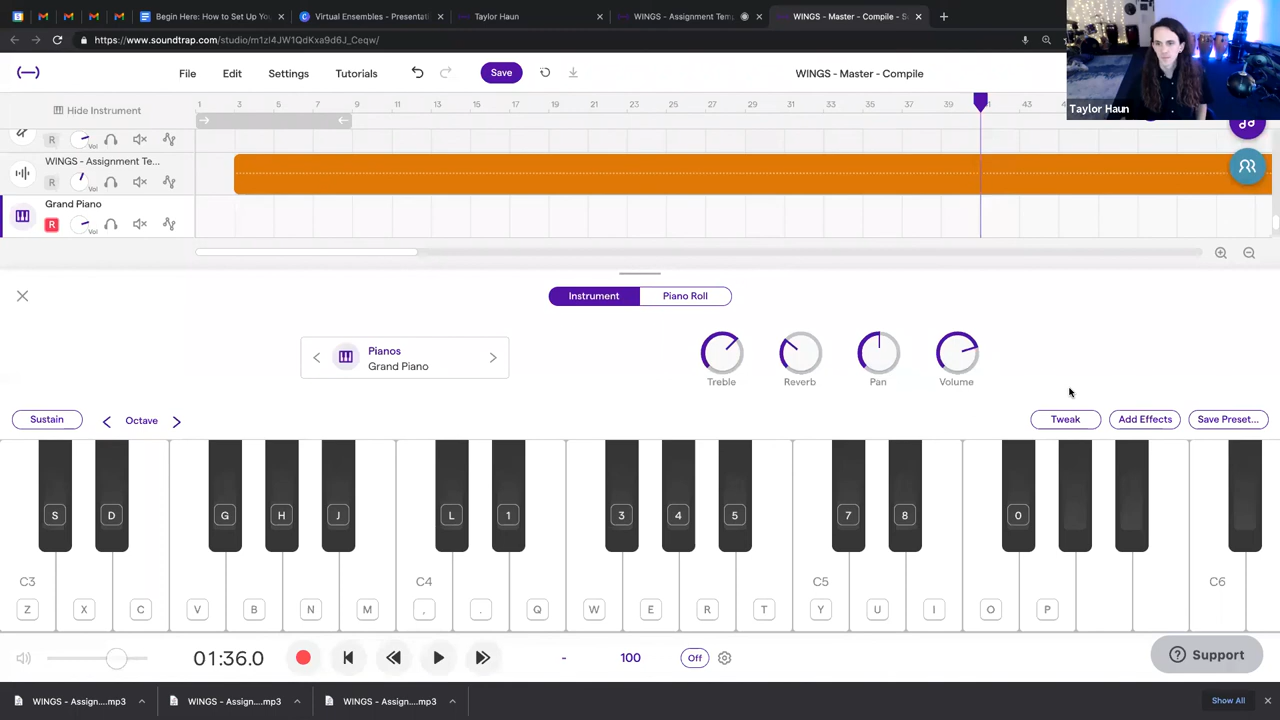 Begin Here: How to Set Up Yo
Virtual Ensembles - Presentati
Taylor Haun
WINGS - Assignment Tem
WINGS - Master - Compile - S
https://www.soundtrap.com/studio/m1zI4JW1QdKxa9d6J_Ceqw/
File
Edit
Settings
Tutorials
Save
WINGS - Master - Compile
Taylor Haun
Hide Instrument
1 3 5 7 9 11 13 15 17 19 21 23 25 27 29 31 33 35 37 39 41 43
R
Vol
WINGS - Assignment Te...
R
Vol
Grand Piano
R
Vol
Instrument
Piano Roll
Pianos
Grand Piano
Treble
Reverb
Pan
Volume
Sustain
Octave
Tweak
Add Effects
Save Preset...
S D G H J L 1 3 4 5 7 8 0
C3 C4 C5 C6
Z X C V B N M , . Q W E R T Y U I O P
01:36.0
-
100
Off
Support
WINGS - Assign....mp3
WINGS - Assign....mp3
WINGS - Assign....mp3
Show All